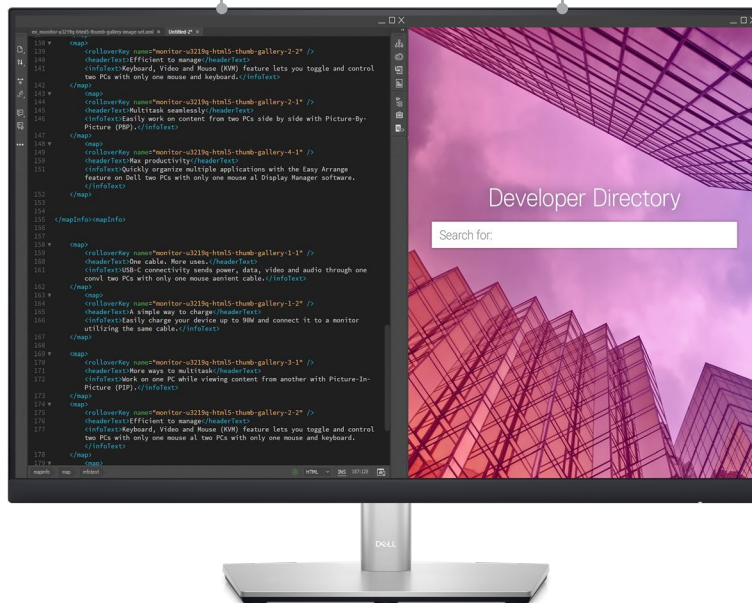 ex_monitor-u3219q-html5-thumb-gallery-image-set.xml × Untitled-2* ×
138 ▼ <map>
139 <rolloverKey name="monitor-u3219q-html5-thumb-gallery-2-2" />
140 <headerText>Efficient to manage</headerText>
141 <infoText>Keyboard, Video and Mouse (KVM) feature lets you toggle and control
two PCs with only one mouse and keyboard.</infoText>
142 </map>
143 ▼ <map>
144 <rolloverKey name="monitor-u3219q-html5-thumb-gallery-2-1" />
145 <headerText>Multitask seamlessly</headerText>
146 <infoText>Easily work on content from two PCs side by side with Picture-By-
Picture (PBP).</infoText>
147 </map>
148 ▼ <map>
149 <rolloverKey name="monitor-u3219q-html5-thumb-gallery-4-1" />
150 <headerText>Max productivity</headerText>
151 <infoText>Quickly organize multiple applications with the Easy Arrange
feature on Dell two PCs with only one mouse al Display Manager software.
</infoText>
152 </map>
153
154
155 </mapInfo><mapInfo>
156
157
158 ▼ <map>
159 <rolloverKey name="monitor-u3219q-html5-thumb-gallery-1-1" />
160 <headerText>One cable. More uses.</headerText>
161 <infoText>USB-C connectivity sends power, data, video and audio through one
convl two PCs with only one mouse aenient cable.</infoText>
162 </map>
163 ▼ <map>
164 <rolloverKey name="monitor-u3219q-html5-thumb-gallery-1-2" />
165 <headerText>A simple way to charge</headerText>
166 <infoText>Easily charge your device up to 90W and connect it to a monitor
utilizing the same cable.</infoText>
167 </map>
168
169 ▼ <map>
170 <rolloverKey name="monitor-u3219q-html5-thumb-gallery-3-1" />
171 <headerText>More ways to multitask</headerText>
172 <infoText>Work on one PC while viewing content from another with Picture-In-
Picture (PIP).</infoText>
173 </map>
174 ▼ <map>
175 <rolloverKey name="monitor-u3219q-html5-thumb-gallery-2-2" />
176 <headerText>Efficient to manage</headerText>
177 <infoText>Keyboard, Video and Mouse (KVM) feature lets you toggle and control
two PCs with only one mouse al two PCs with only one mouse and keyboard.
</infoText>
178 </map>
179 ▼ <map>
mapinfo map infotext HTML INS 187:128
Developer Directory
Search for:
DELL